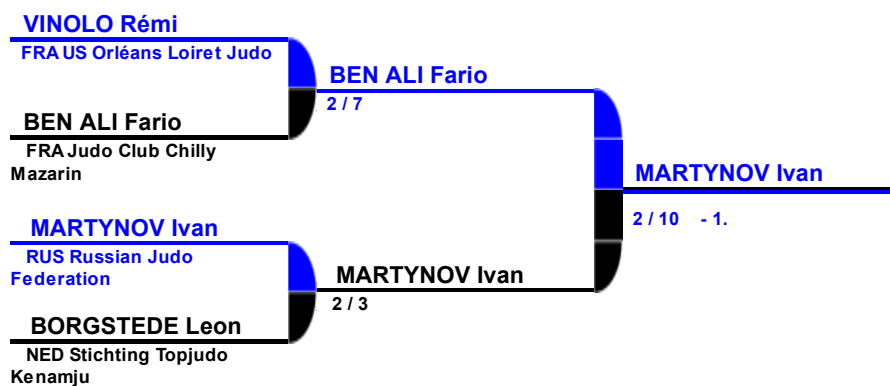 VINOLO Rémi
FRA US Orléans Loiret Judo
BEN ALI Fario
2 / 7
BEN ALI Fario
FRA Judo Club Chilly
Mazarin
MARTYNOV Ivan
2 / 10 - 1.
MARTYNOV Ivan
RUS Russian Judo
Federation
MARTYNOV Ivan
2 / 3
BORGSTEDE Leon
NED Stichting Topjudo
Kenamju